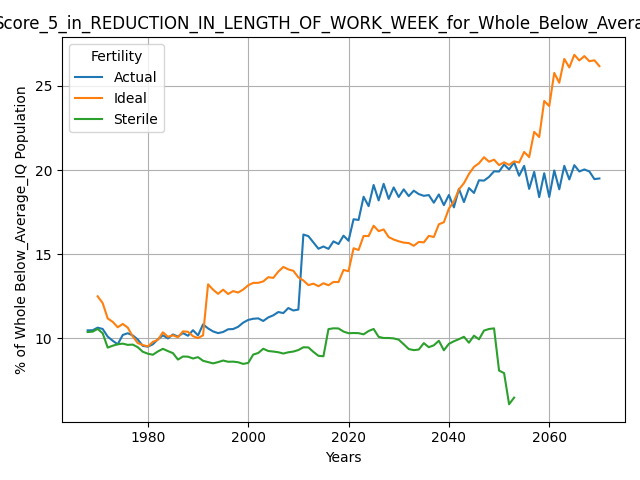 Score_5_in_REDUCTION_IN_LENGTH_OF_WORK_WEEK_for_Whole_Below_Avera
Fertility
Actual
Ideal
Sterile
% of Whole Below_Average_IQ Population
25
20
15
10
1980
2000
2020
2040
2060
Years